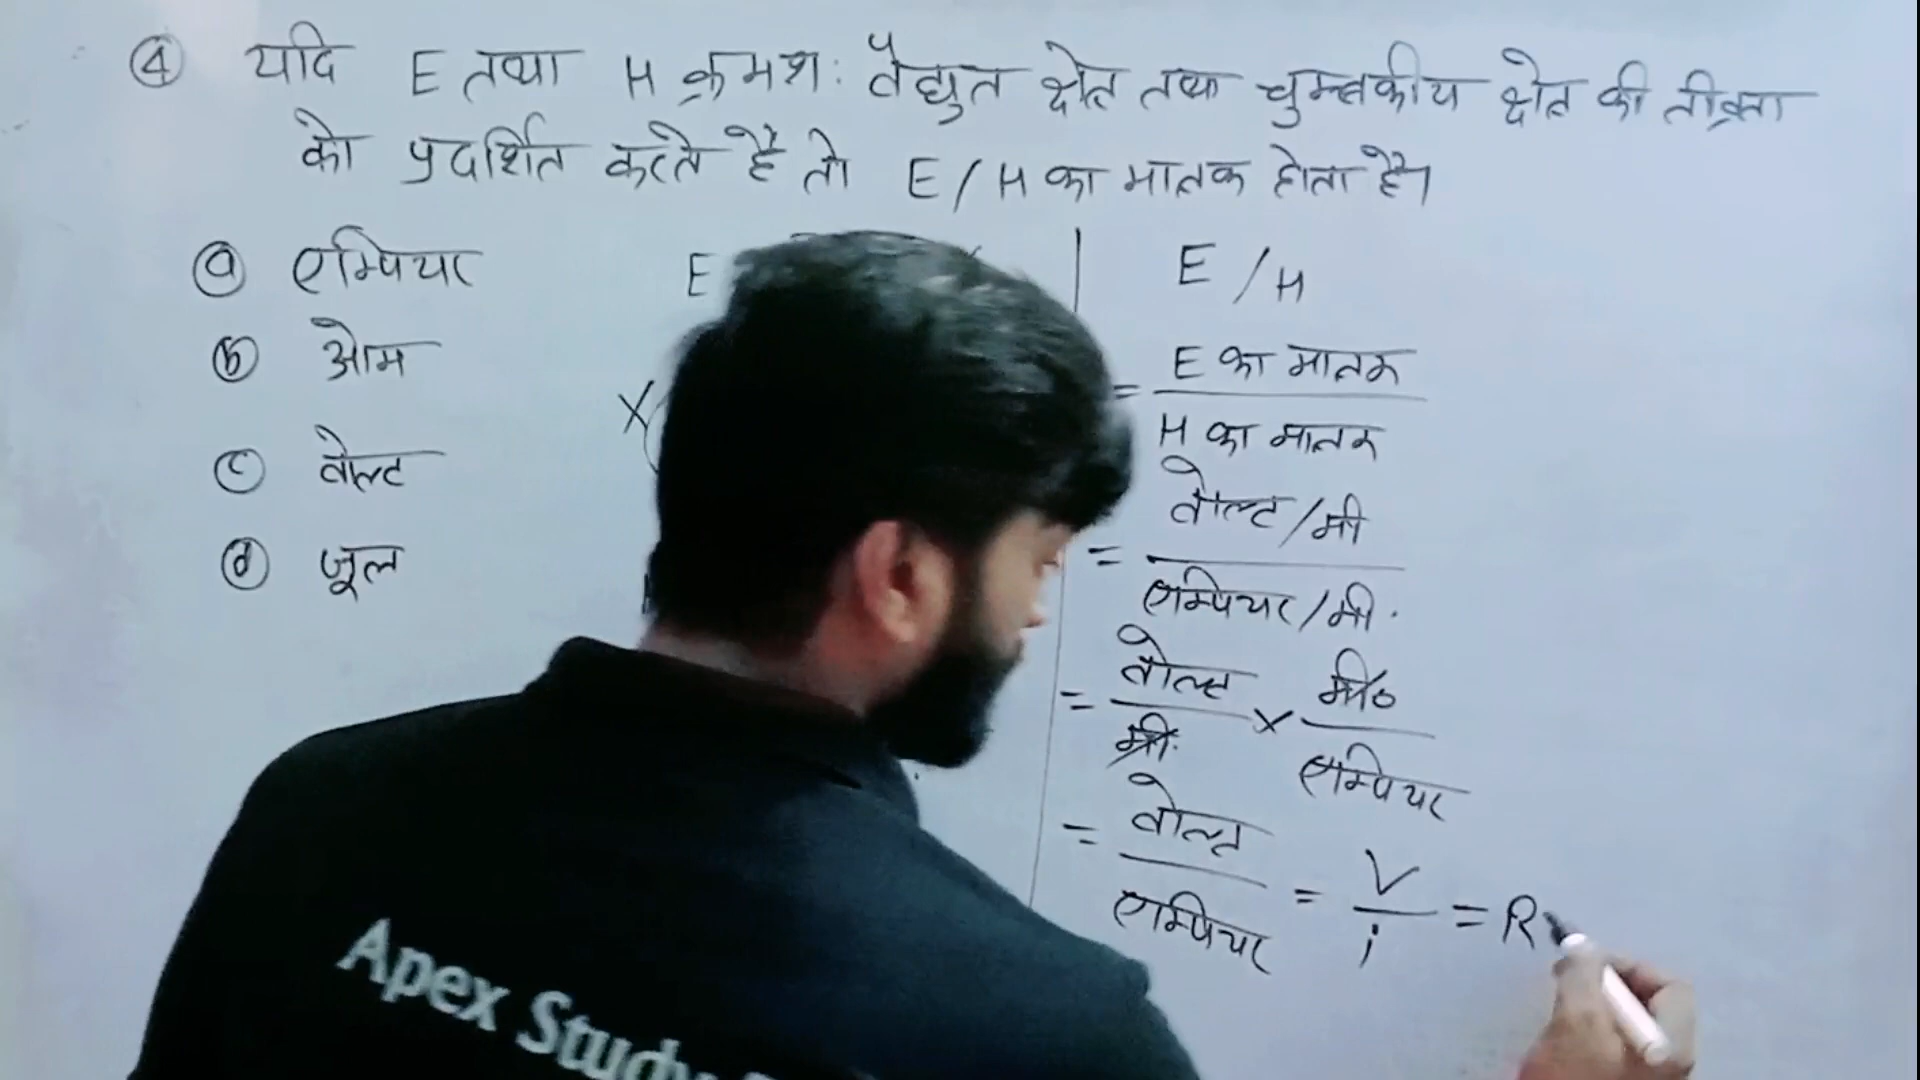 ④ यदि E तथा H क्रमशः वैद्युत क्षेत्र तथा चुम्बकीय क्षेत्र की तीव्रता
को प्रदर्शित करते है तो E/H का मात्रक होता है।
ⓐ एम्पियर
ⓑ ओम
ⓒ वोल्ट
ⓓ जूल
E
X
E/H
= E का मात्रक
H का मात्रक
= वोल्ट/मी
एम्पियर/मी.
= वोल्ट × मी०
मी. एम्पियर
= वोल्ट
एम्पियर = V/i = R
Apex Study